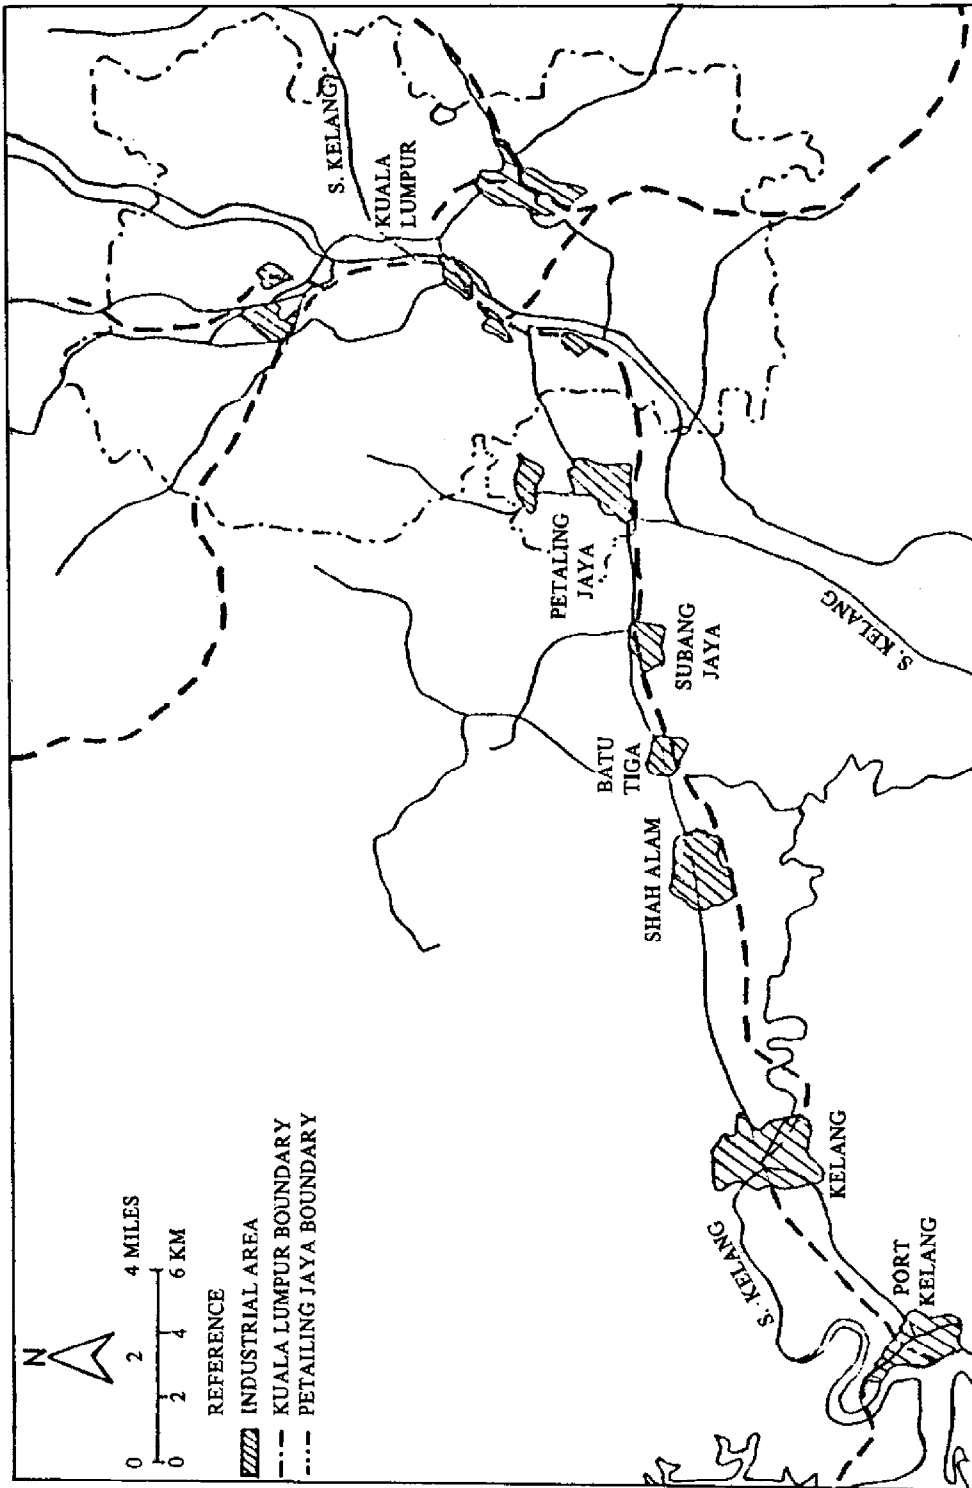 N
0 2 4 MILES
0 2 4 6 KM
REFERENCE
INDUSTRIAL AREA
KUALA LUMPUR BOUNDARY
PETAILING JAYA BOUNDARY
S. KELANG
PORT
KELANG
KELANG
SHAH ALAM
BATU
TIGA
SUBANG
JAYA
PETALING
JAYA
S. KELANG
KUALA
LUMPUR
S. KELANG